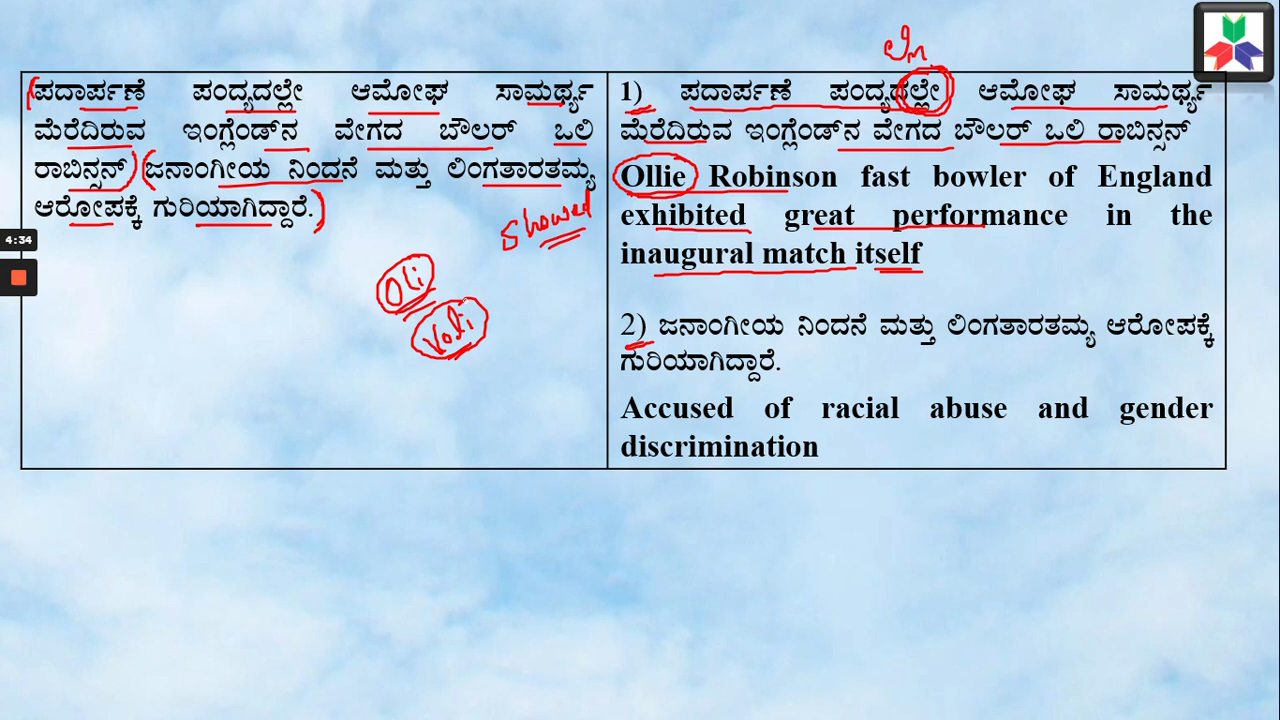 ಪದಾರ್ಪಣೆ ಪಂದ್ಯದಲ್ಲೇ ಆಮೋಘ ಸಾಮರ್ಥ್ಯ
ಮೆರೆದಿರುವ ಇಂಗ್ಲೆಂಡ್‌ನ ವೇಗದ ಬೌಲರ್ ಒಲಿ
ರಾಬಿನ್ಸನ್ ಜನಾಂಗೀಯ ನಿಂದನೆ ಮತ್ತು ಲಿಂಗತಾರತಮ್ಯ
ಆರೋಪಕ್ಕೆ ಗುರಿಯಾಗಿದ್ದಾರೆ.
Showed
Oli
4:34
1) ಪದಾರ್ಪಣೆ ಪಂದ್ಯದಲ್ಲೇ ಆಮೋಘ ಸಾಮರ್ಥ್ಯ
ಮೆರೆದಿರುವ ಇಂಗ್ಲೆಂಡ್‌ನ ವೇಗದ ಬೌಲರ್ ಒಲಿ ರಾಬಿನ್ಸನ್
Ollie Robinson fast bowler of England
exhibited great performance in the
inaugural match itself
2) ಜನಾಂಗೀಯ ನಿಂದನೆ ಮತ್ತು ಲಿಂಗತಾರತಮ್ಯ ಆರೋಪಕ್ಕೆ
ಗುರಿಯಾಗಿದ್ದಾರೆ.
Accused of racial abuse and gender
discrimination